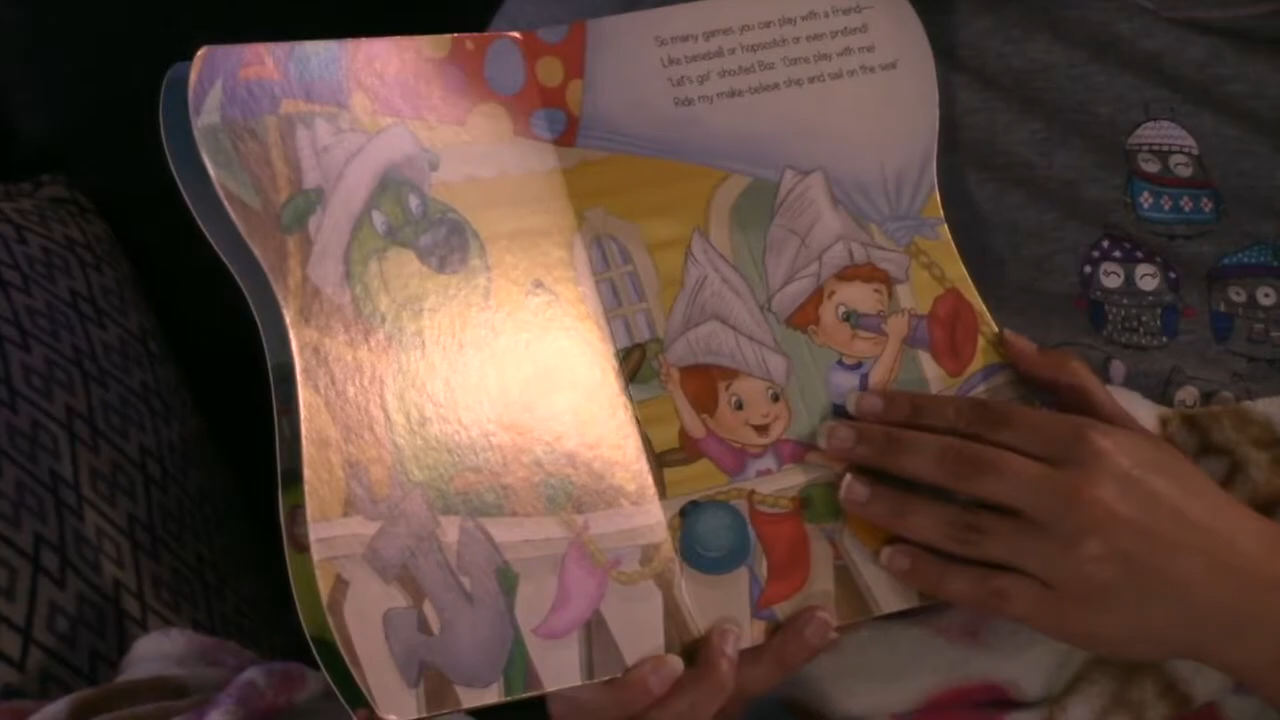 "So many games you can play with a friend—
Like baseball or hopscotch or even pretend!
"Let's go!" shouted Baz. "Come play with me!
Ride my make-believe ship and sail on the sea!"